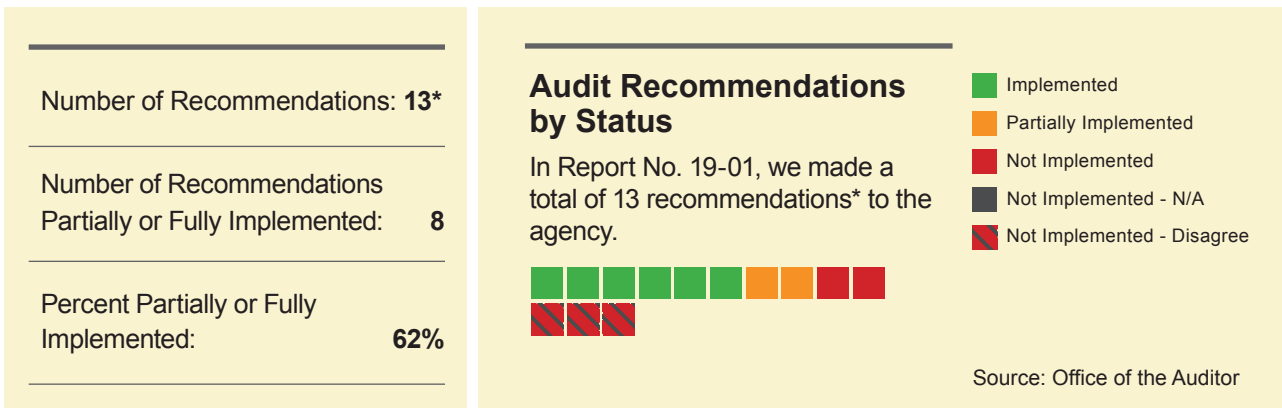 Number of Recommendations: 13*
Number of Recommendations
Partially or Fully Implemented: 8
Percent Partially or Fully
Implemented: 62%
Audit Recommendations
by Status
In Report No. 19-01, we made a
total of 13 recommendations* to the
agency.
Implemented
Partially Implemented
Not Implemented
Not Implemented - N/A
Not Implemented - Disagree
Source: Office of the Auditor